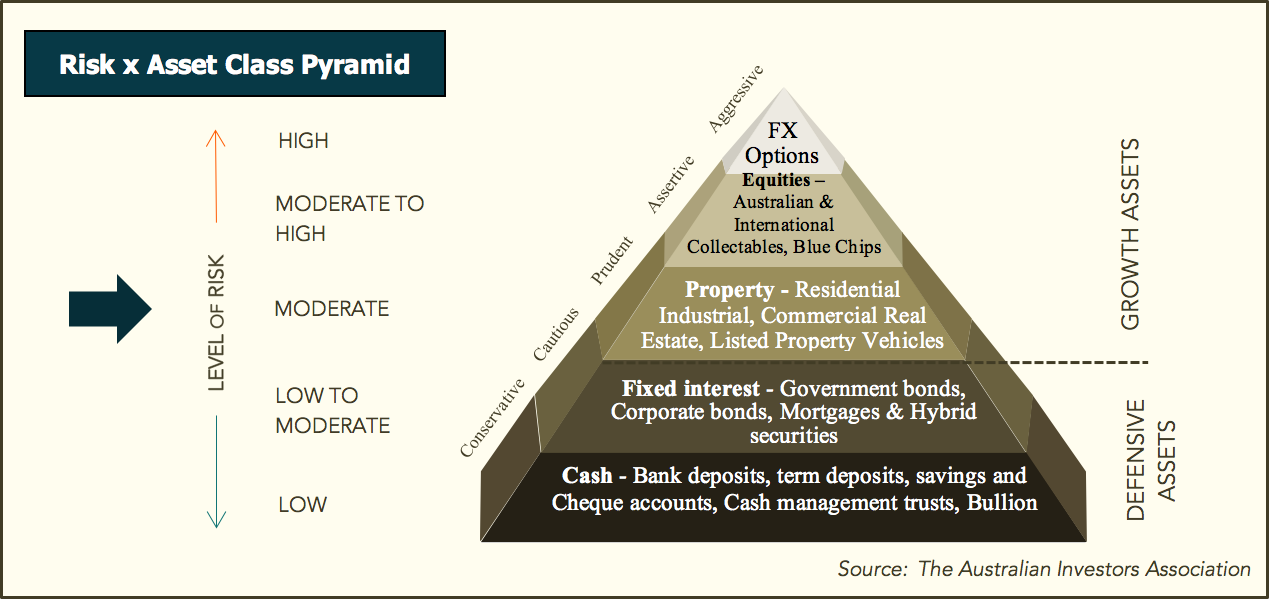 Risk x Asset Class Pyramid
HIGH
MODERATE TO
HIGH
MODERATE
LOW TO
MODERATE
LOW
LEVEL OF RISK
Aggressive
Assertive
Prudent
Cautious
Conservative
FX
Options
Equities –
Australian &
International
Collectables, Blue Chips
Property - Residential
Industrial, Commercial Real
Estate, Listed Property Vehicles
Fixed interest - Government bonds,
Corporate bonds, Mortgages & Hybrid
securities
Cash - Bank deposits, term deposits, savings and
Cheque accounts, Cash management trusts, Bullion
GROWTH ASSETS
DEFENSIVE
ASSETS
Source: The Australian Investors Association